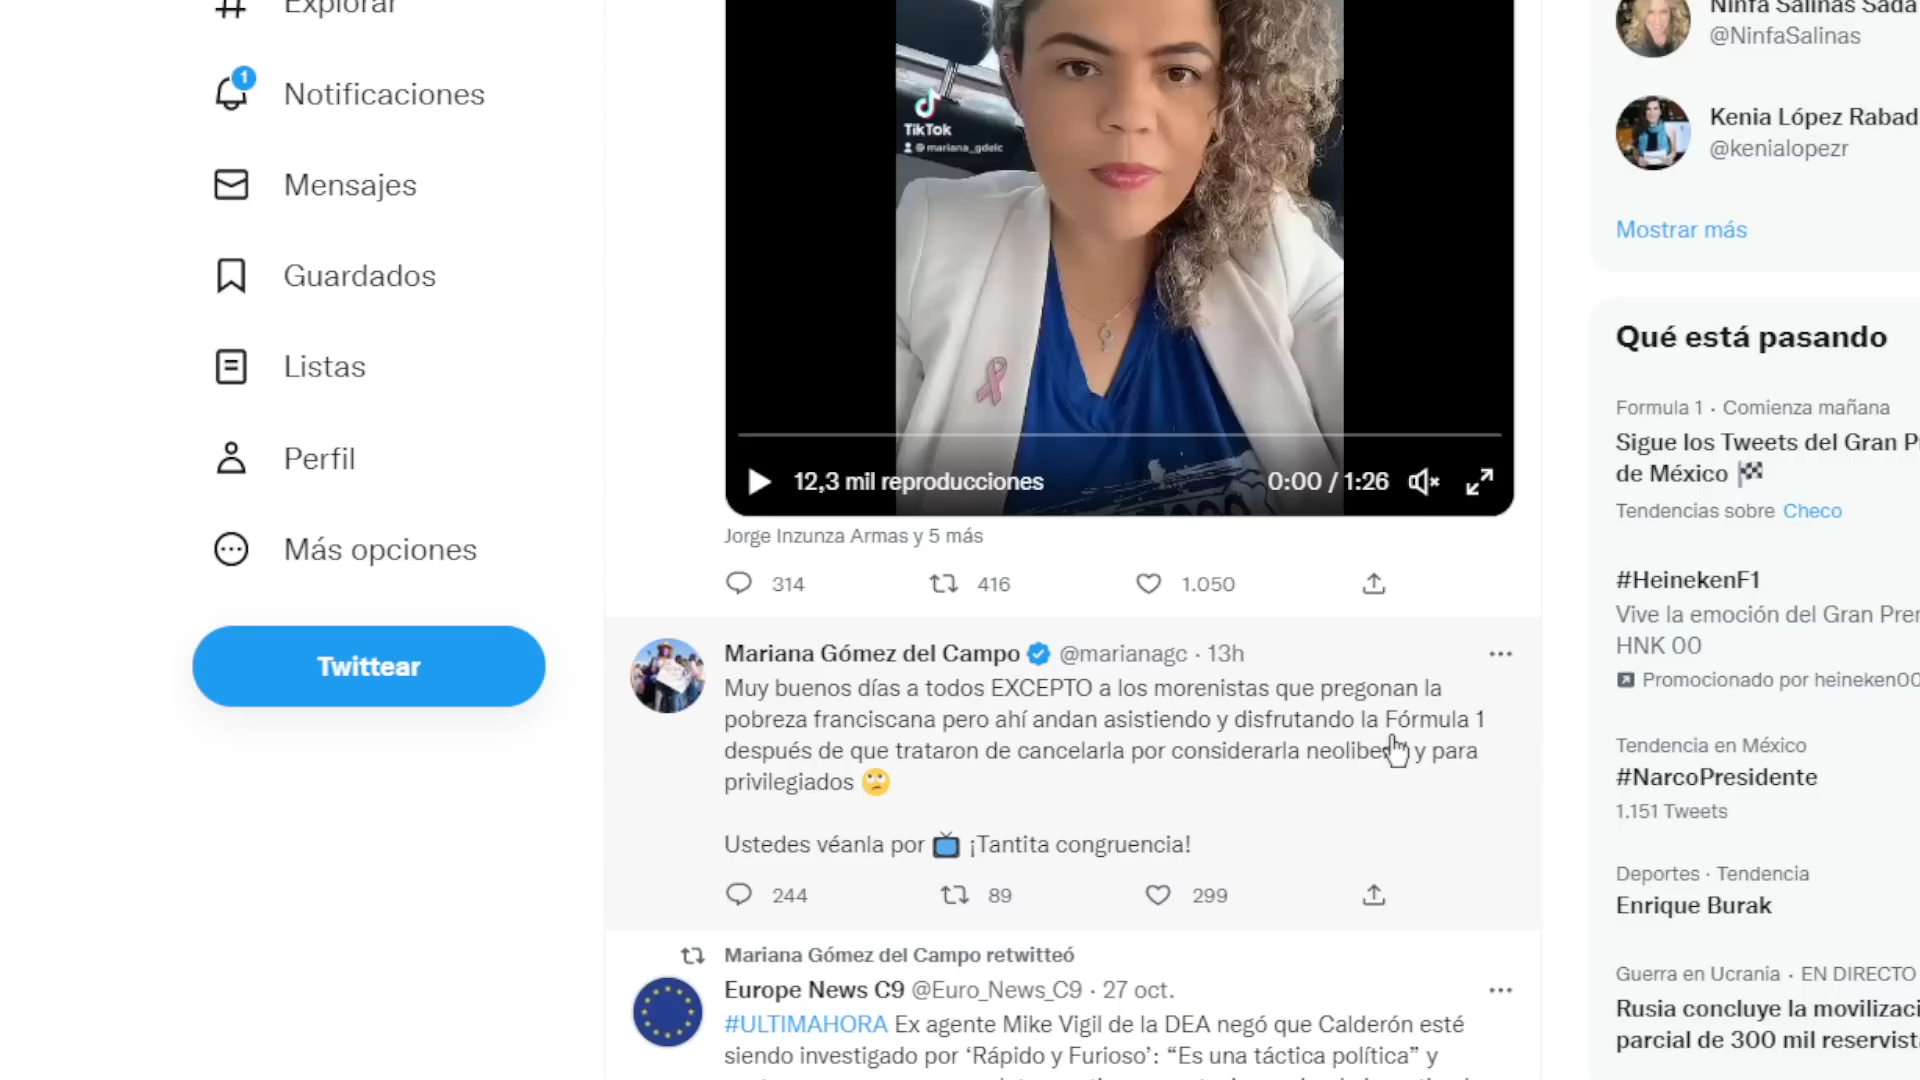 Explorar
1
Notificaciones
Mensajes
Guardados
Listas
Perfil
Más opciones
Twittear
TikTok
@mariana_gdelc
12,3 mil reproducciones
0:00 / 1:26
Jorge Inzunza Armas y 5 más
314 416 1.050
Mariana Gómez del Campo @marianagc · 13h
Muy buenos días a todos EXCEPTO a los morenistas que pregonan la
pobreza franciscana pero ahí andan asistiendo y disfrutando la Fórmula 1
después de que trataron de cancelarla por considerarla neolibe y para
privilegiados 🙄
Ustedes véanla por 📺 ¡Tantita congruencia!
244 89 299
Mariana Gómez del Campo retwitteó
Europe News C9 @Euro_News_C9 · 27 oct.
#ULTIMAHORA Ex agente Mike Vigil de la DEA negó que Calderón esté
siendo investigado por ‘Rápido y Furioso’: “Es una táctica política” y
Ninfa Salinas Sada
@NinfaSalinas
Kenia López Rabad
@kenialopezr
Mostrar más
Qué está pasando
Formula 1 · Comienza mañana
Sigue los Tweets del Gran P
de México 🏁
Tendencias sobre Checo
#HeinekenF1
Vive la emoción del Gran Prer
HNK 00
Promocionado por heineken00
Tendencia en México
#NarcoPresidente
1.151 Tweets
Deportes · Tendencia
Enrique Burak
Guerra en Ucrania · EN DIRECTO
Rusia concluye la movilizaci
parcial de 300 mil reservist